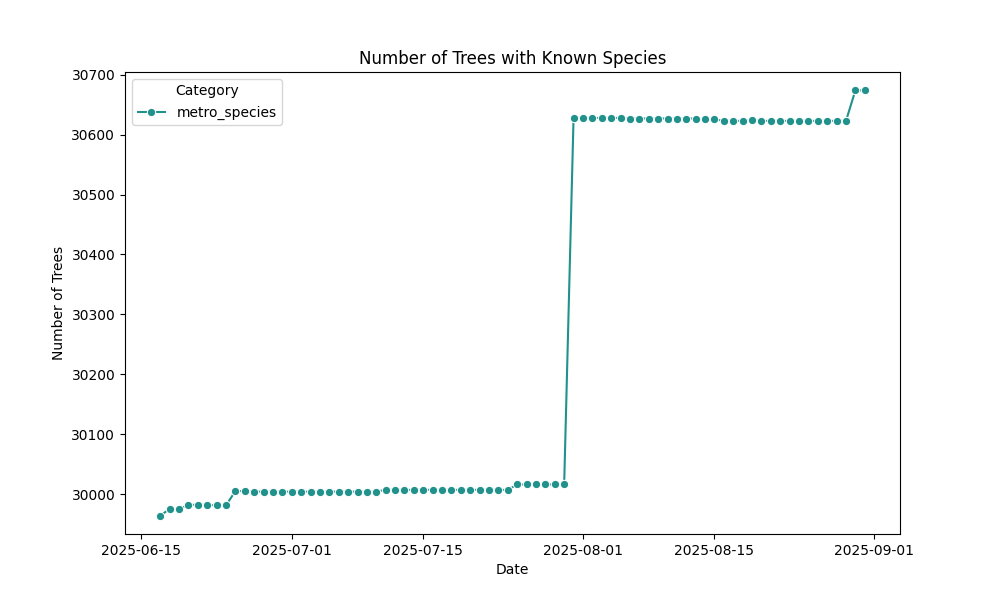 Number of Trees with Known Species
Category
metro_species
Number of Trees
30700
30600
30500
30400
30300
30200
30100
30000
2025-06-15
2025-07-01
2025-07-15
2025-08-01
2025-08-15
2025-09-01
Date